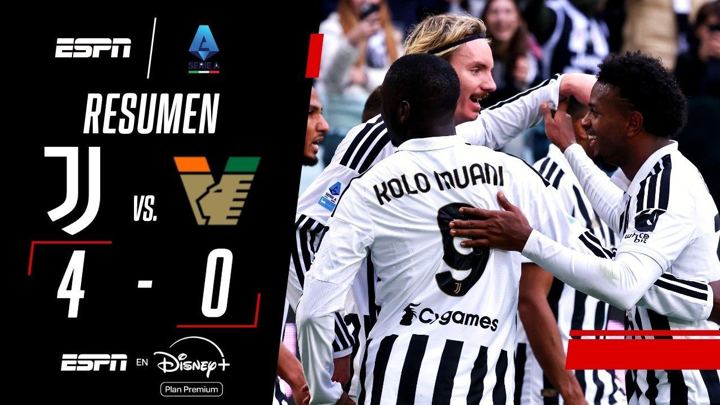 ESPN
SERIE A
RESUMEN
VS.
4 - 0
ESPN EN Disney+
Plan Premium
KOLO MUANI
9
Cygames